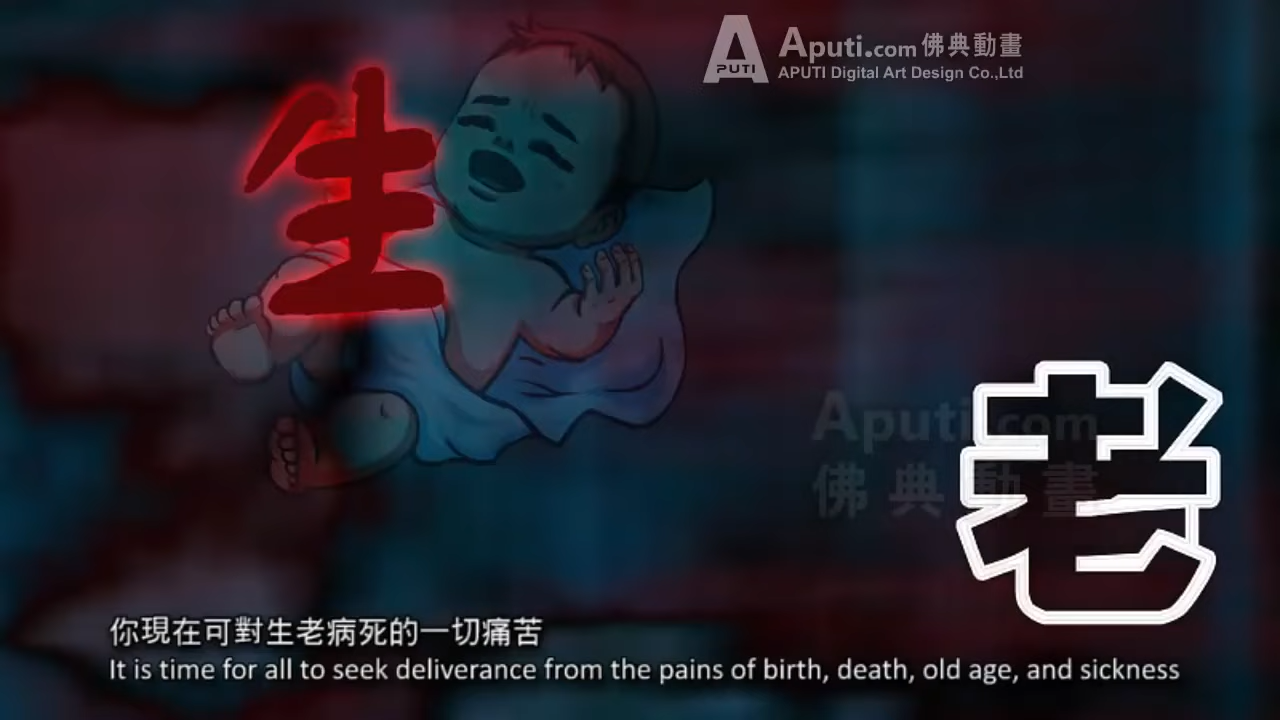 A
PUTI
Aputi.com 佛典動畫
APUTI Digital Art Design Co.,Ltd
生
老
Aputi.com
佛典動畫
你現在可對生老病死的一切痛苦
It is time for all to seek deliverance from the pains of birth, death, old age, and sickness